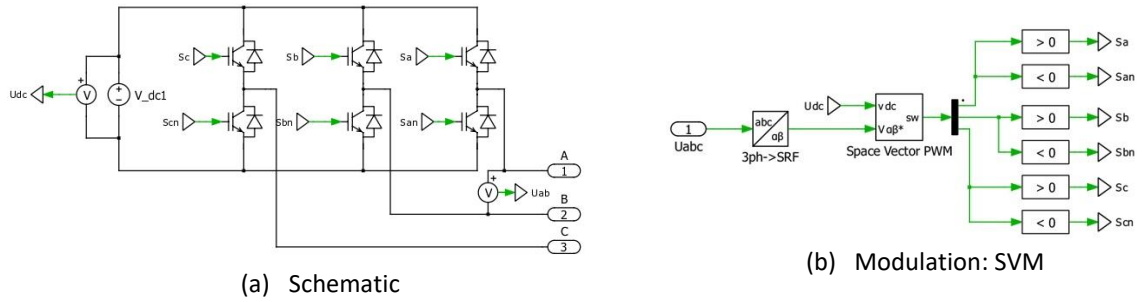 Sc
Sb
Sa
+
Udc
V
+
−
V_dc1
Scn
Sbn
San
A
1
+
V
Uab
B
2
C
3
(a) Schematic
1
Uabc
abc
αβ
3ph->SRF
Udc
v dc
sw
V αβ*
Space Vector PWM
> 0
Sa
< 0
San
> 0
Sb
< 0
Sbn
> 0
Sc
< 0
Scn
(b) Modulation: SVM